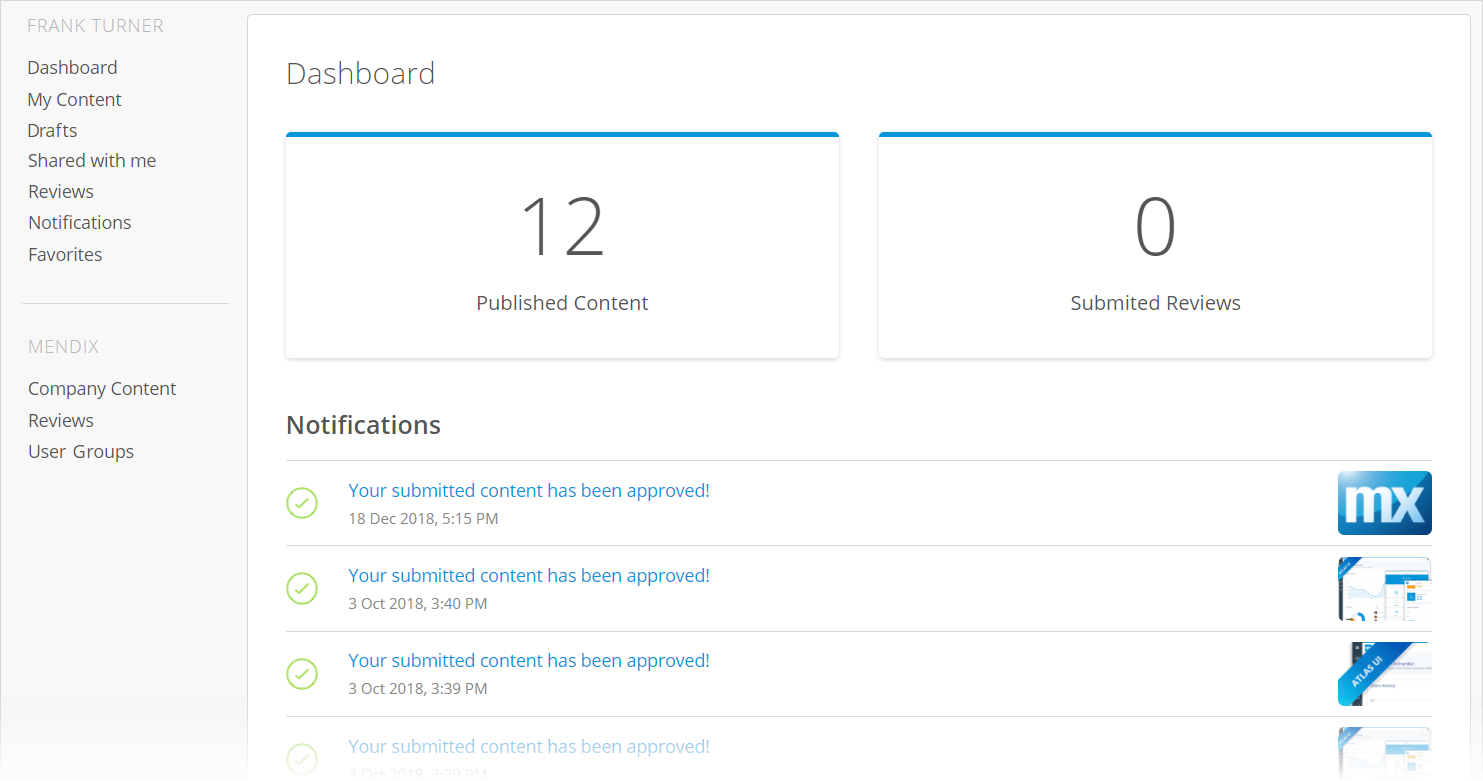 FRANK TURNER
Dashboard
My Content
Drafts
Shared with me
Reviews
Notifications
Favorites
MENDIX
Company Content
Reviews
User Groups
Dashboard
12
Published Content
0
Submited Reviews
Notifications
Your submitted content has been approved!
18 Dec 2018, 5:15 PM
mx
Your submitted content has been approved!
3 Oct 2018, 3:40 PM
ATLAS UI
Your submitted content has been approved!
3 Oct 2018, 3:39 PM
ATLAS UI
Your submitted content has been approved!
3 Oct 2018, 3:39 PM